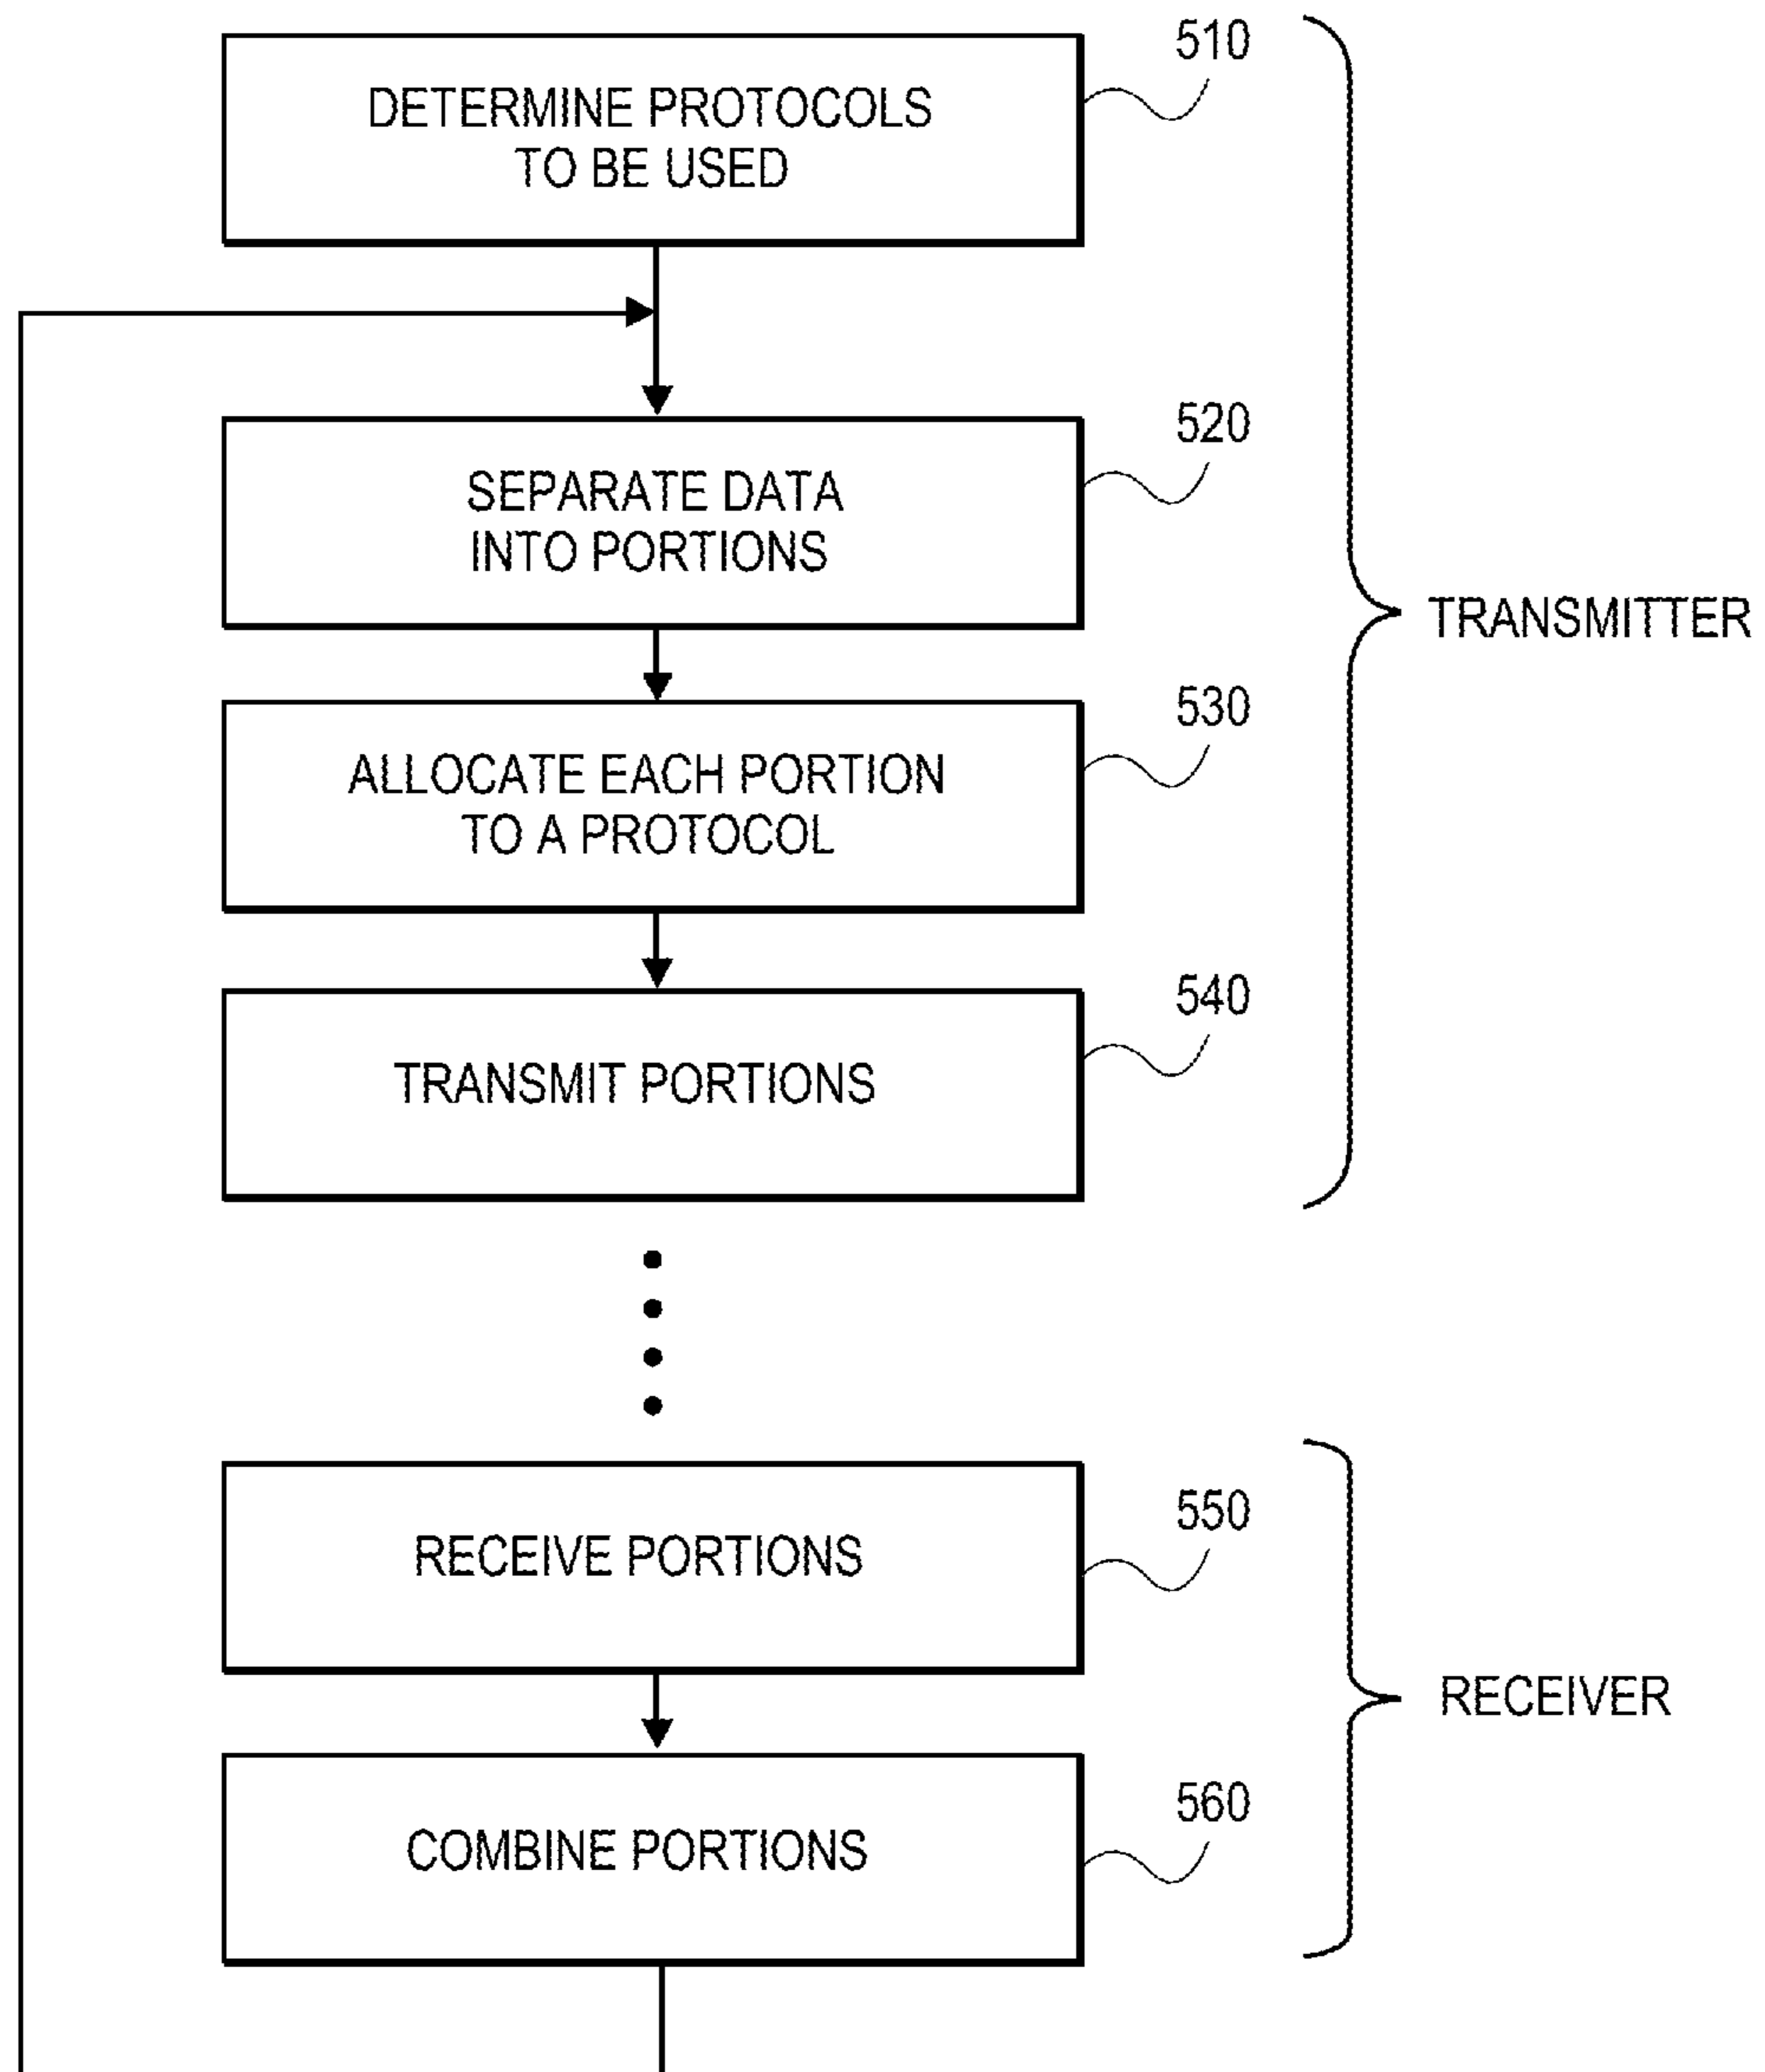 510
DETERMINE PROTOCOLS
TO BE USED
520
SEPARATE DATA
INTO PORTIONS
TRANSMITTER
530
ALLOCATE EACH PORTION
TO A PROTOCOL
540
TRANSMIT PORTIONS
550
RECEIVE PORTIONS
RECEIVER
560
COMBINE PORTIONS